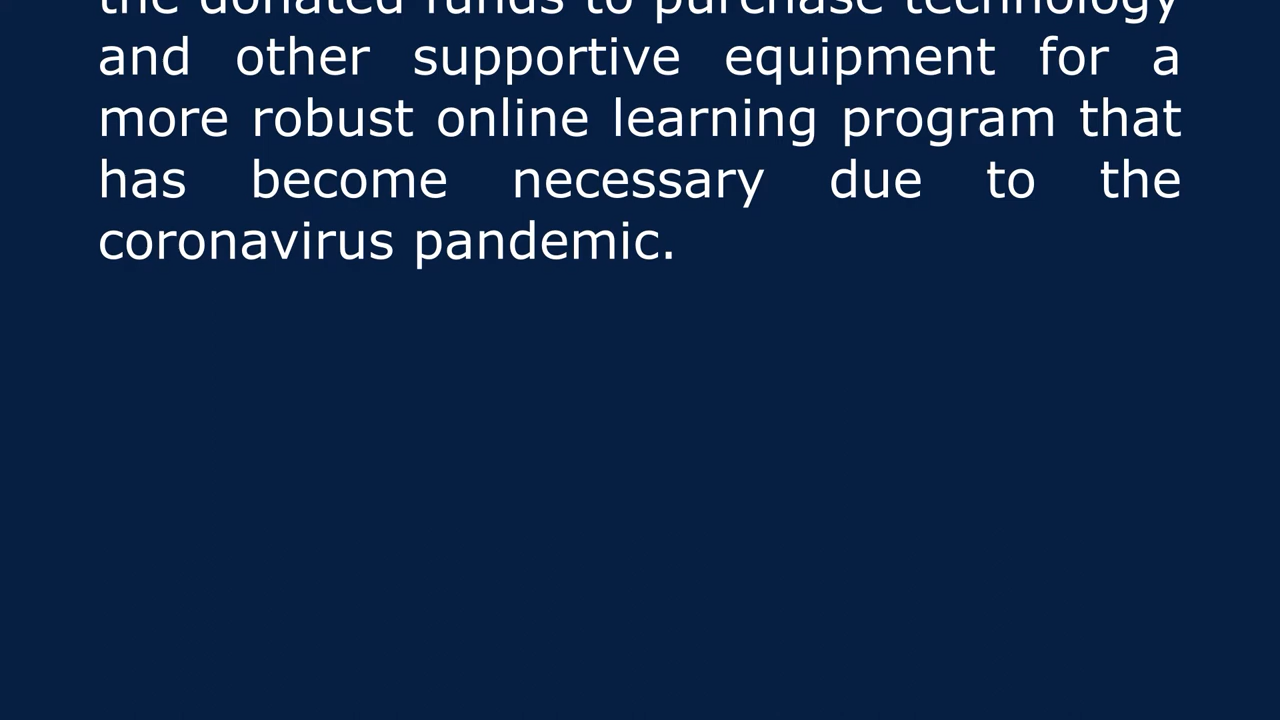 the donated funds to purchase technology
and other supportive equipment for a
more robust online learning program that
has become necessary due to the
coronavirus pandemic.